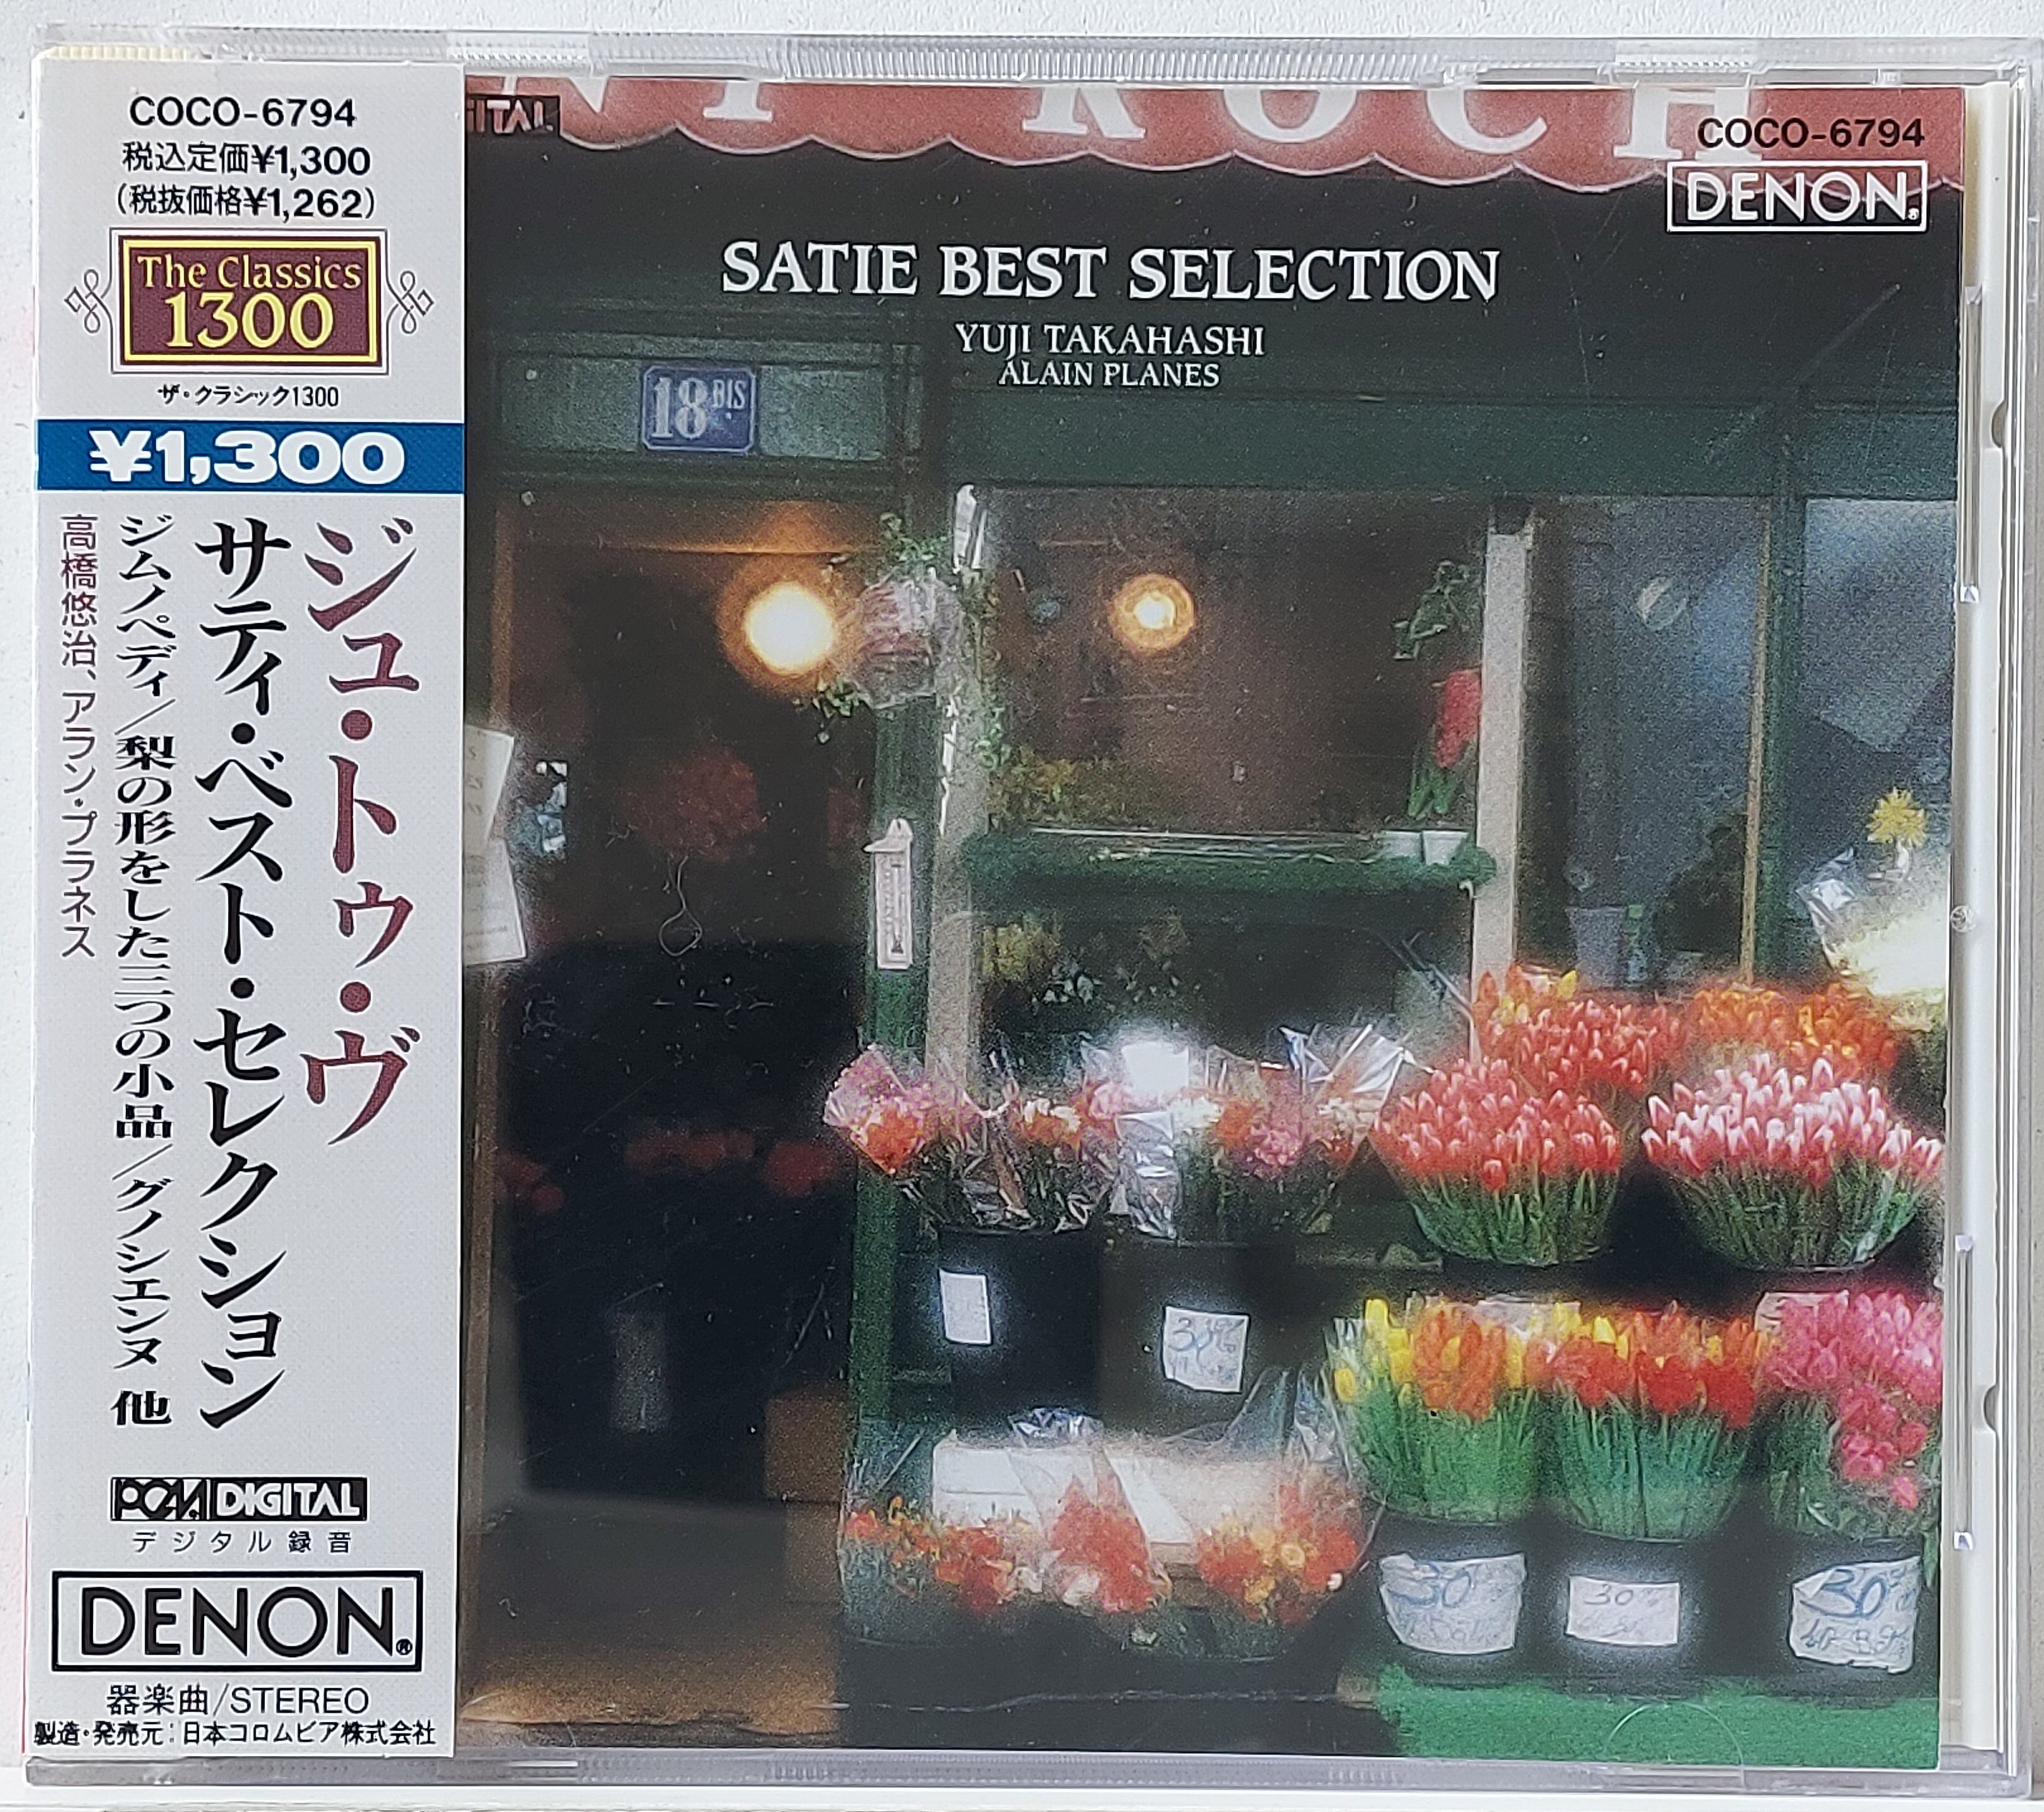 COCO-6794
税込定価¥1,300
(税抜価格¥1,262)
The Classics
1300
ザ・クラシック1300
¥1,300
ジュ・トゥ・ヴ
サティ・ベスト・セレクション
ジムノペディ/梨の形をした三つの小品/グノシエンヌ 他
高橋悠治、アラン・プラネス
PCM DIGITAL
デジタル録音
DENON®
器楽曲/STEREO
製造・発売元:日本コロムビア株式会社
COCO-6794
DENON®
SATIE BEST SELECTION
YUJI TAKAHASHI
ALAIN PLANES
18 BIS
30
30
30
30